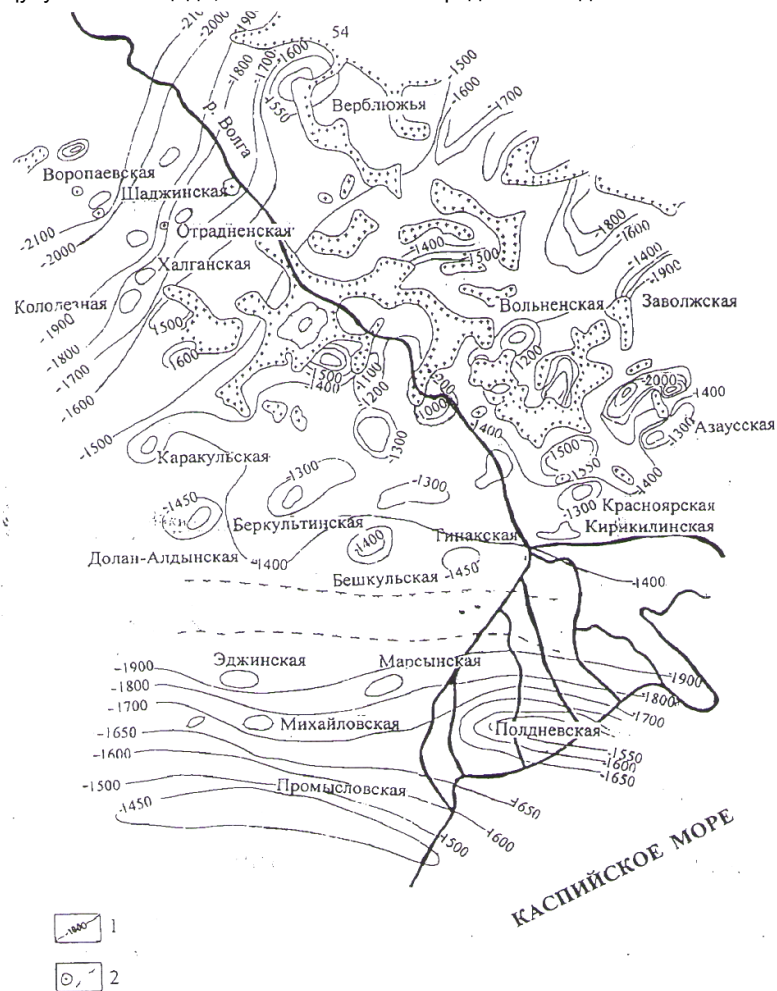 -2100
-2000
-1900
54
-1800
-1700
-1600
-1550
-1500
-1600
-1700
Верблюжья
р. Волга
Воропаевская
Шаджинская
-2100
-2000
Отрадненская
-1800
-1600
-1400
-1500
-1400
-1900
Халганская
Кололезная
-1900
1500
Вольненская
Заволжская
-1800
1600
-1700
-1500
-1400
-1100
-1200
1200
-1600
-1000
-2000
-1400
-1500
-1400
-1300
-1300
Азаусская
Каракульская
1500
-1550
-1400
-1300
-1300
-1450
-1300
Красноярская
Беркультинская
Кирикилинская
Гинакская
-1400
Долан-Алдынская
-1400
Бешкульская
-1450
-1400
-1900
Эджинская
Марсынская
-1900
-1800
-1800
-1700
-1700
-1650
Михайловская
Полдневская
-1600
-1550
-1600
-1650
-1500
Промысловская
-1450
-1650
-1600
-1500
КАСПИЙСКОЕ МОРЕ
-1800
1
2